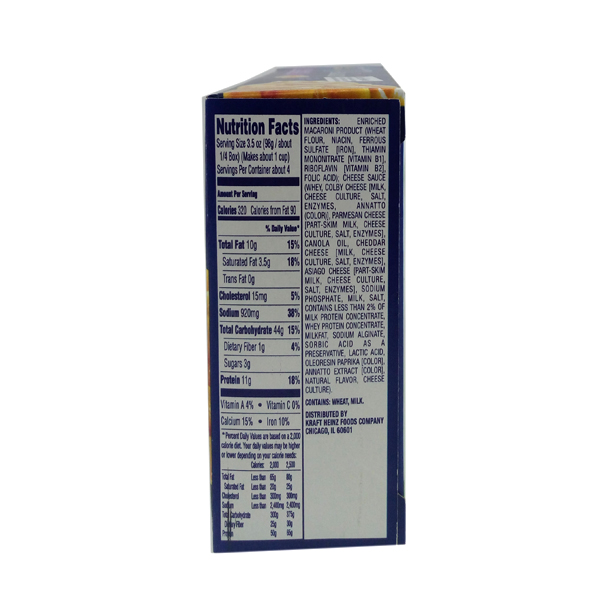 Nutrition Facts
Serving Size 3.5 oz (98g / about
1/4 Box) (Makes about 1 cup)
Servings Per Container about 4
Amount Per Serving
Calories 320 Calories from Fat 90
% Daily Value*
Total Fat 10g 15%
Saturated Fat 3.5g 18%
Trans Fat 0g
Cholesterol 15mg 5%
Sodium 920mg 38%
Total Carbohydrate 44g 15%
Dietary Fiber 1g 4%
Sugars 3g
Protein 11g 18%
Vitamin A 4% • Vitamin C 0%
Calcium 15% • Iron 10%
*Percent Daily Values are based on a 2,000
calorie diet. Your daily values may be higher
or lower depending on your calorie needs:
Calories: 2,000 2,500
Total Fat Less than 65g 80g
Saturated Fat Less than 20g 25g
Cholesterol Less than 300mg 300mg
Sodium Less than 2,400mg 2,400mg
Total Carbohydrate 300g 375g
Dietary Fiber 25g 30g
Protein 50g 65g
INGREDIENTS: ENRICHED
MACARONI PRODUCT (WHEAT
FLOUR, NIACIN, FERROUS
SULFATE [IRON], THIAMIN
MONONITRATE [VITAMIN B1],
RIBOFLAVIN [VITAMIN B2],
FOLIC ACID); CHEESE SAUCE
(WHEY, COLBY CHEESE [MILK,
CHEESE CULTURE, SALT,
ENZYMES, ANNATTO
(COLOR)], PARMESAN CHEESE
[PART-SKIM MILK, CHEESE
CULTURE, SALT, ENZYMES],
CANOLA OIL, CHEDDAR
CHEESE [MILK, CHEESE
CULTURE, SALT, ENZYMES],
ASIAGO CHEESE [PART-SKIM
MILK, CHEESE CULTURE,
SALT, ENZYMES], SODIUM
PHOSPHATE, MILK, SALT,
CONTAINS LESS THAN 2% OF
MILK PROTEIN CONCENTRATE,
WHEY PROTEIN CONCENTRATE,
MILKFAT, SODIUM ALGINATE,
SORBIC ACID AS A
PRESERVATIVE, LACTIC ACID,
OLEORESIN PAPRIKA [COLOR],
ANNATTO EXTRACT [COLOR],
NATURAL FLAVOR, CHEESE
CULTURE).
CONTAINS: WHEAT, MILK.
DISTRIBUTED BY
KRAFT HEINZ FOODS COMPANY
CHICAGO, IL 60601